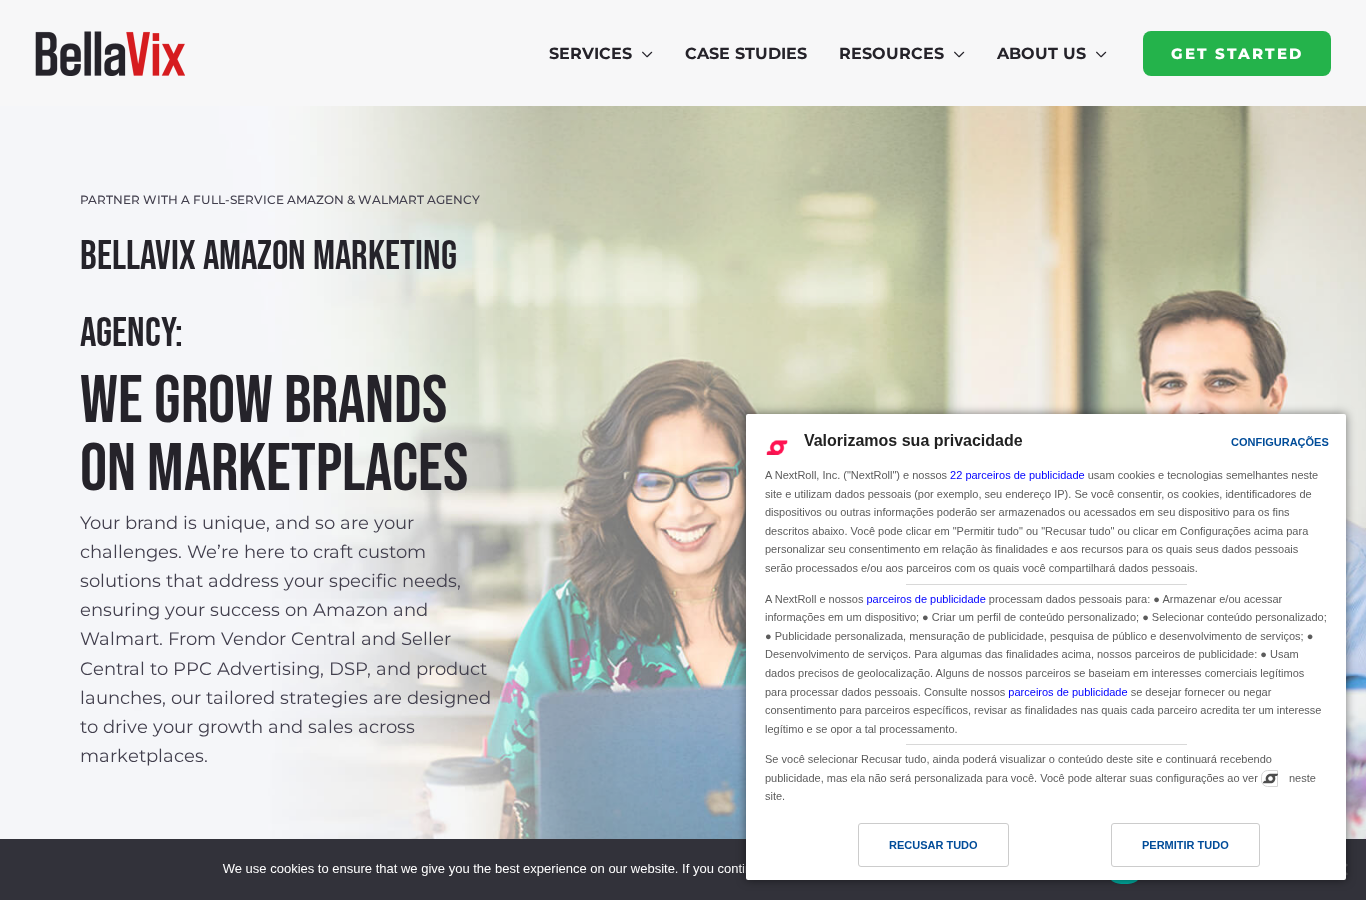 BellaVix
SERVICES
CASE STUDIES
RESOURCES
ABOUT US
GET STARTED
PARTNER WITH A FULL-SERVICE AMAZON & WALMART AGENCY
BELLAVIX AMAZON MARKETING
AGENCY:
WE GROW BRANDS
ON MARKETPLACES
Your brand is unique, and so are your
challenges. We’re here to craft custom
solutions that address your specific needs,
ensuring your success on Amazon and
Walmart. From Vendor Central and Seller
Central to PPC Advertising, DSP, and product
launches, our tailored strategies are designed
to drive your growth and sales across
marketplaces.
Valorizamos sua privacidade
CONFIGURAÇÕES
A NextRoll, Inc. ("NextRoll") e nossos 22 parceiros de publicidade usam cookies e tecnologias semelhantes neste
site e utilizam dados pessoais (por exemplo, seu endereço IP). Se você consentir, os cookies, identificadores de
dispositivos ou outras informações poderão ser armazenados ou acessados em seu dispositivo para os fins
descritos abaixo. Você pode clicar em "Permitir tudo" ou "Recusar tudo" ou clicar em Configurações acima para
personalizar seu consentimento em relação às finalidades e aos recursos para os quais seus dados pessoais
serão processados e/ou aos parceiros com os quais você compartilhará dados pessoais.
A NextRoll e nossos parceiros de publicidade processam dados pessoais para: ● Armazenar e/ou acessar
informações em um dispositivo; ● Criar um perfil de conteúdo personalizado; ● Selecionar conteúdo personalizado;
● Publicidade personalizada, mensuração de publicidade, pesquisa de público e desenvolvimento de serviços; ●
Desenvolvimento de serviços. Para algumas das finalidades acima, nossos parceiros de publicidade: ● Usam
dados precisos de geolocalização. Alguns de nossos parceiros se baseiam em interesses comerciais legítimos
para processar dados pessoais. Consulte nossos parceiros de publicidade se desejar fornecer ou negar
consentimento para parceiros específicos, revisar as finalidades nas quais cada parceiro acredita ter um interesse
legítimo e se opor a tal processamento.
Se você selecionar Recusar tudo, ainda poderá visualizar o conteúdo deste site e continuará recebendo
publicidade, mas ela não será personalizada para você. Você pode alterar suas configurações ao ver neste
site.
RECUSAR TUDO
PERMITIR TUDO
We use cookies to ensure that we give you the best experience on our website. If you conti